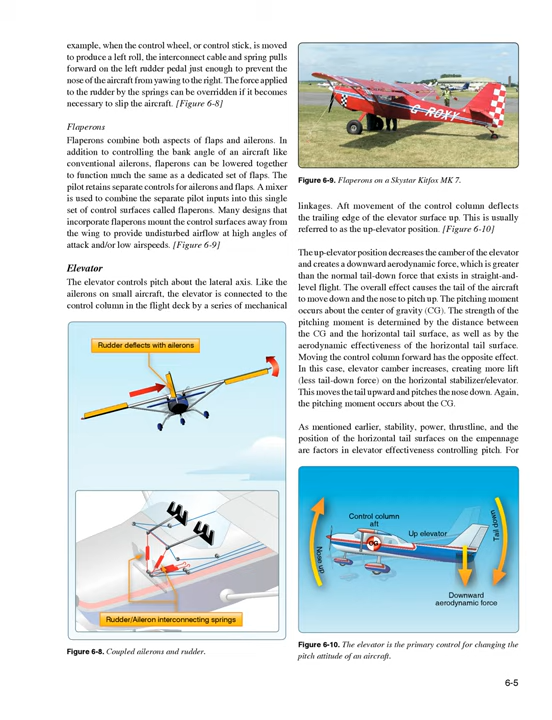 example, when the control wheel, or control stick, is moved
to produce a left roll, the interconnect cable and spring pulls
forward on the left rudder pedal just enough to prevent the
nose of the aircraft from yawing to the right. The force applied
to the rudder by the springs can be overridden if it becomes
necessary to slip the aircraft. [Figure 6-8]
Flaperons
Flaperons combine both aspects of flaps and ailerons. In
addition to controlling the bank angle of an aircraft like
conventional ailerons, flaperons can be lowered together
to function much the same as a dedicated set of flaps. The
pilot retains separate controls for ailerons and flaps. A mixer
is used to combine the separate pilot inputs into this single
set of control surfaces called flaperons. Many designs that
incorporate flaperons mount the control surfaces away from
the wing to provide undisturbed airflow at high angles of
attack and/or low airspeeds. [Figure 6-9]
Elevator
The elevator controls pitch about the lateral axis. Like the
ailerons on small aircraft, the elevator is connected to the
control column in the flight deck by a series of mechanical
Rudder deflects with ailerons
Rudder/Aileron interconnecting springs
Figure 6-8. Coupled ailerons and rudder.
G-ROXY
Figure 6-9. Flaperons on a Skystar Kitfox MK 7.
linkages. Aft movement of the control column deflects
the trailing edge of the elevator surface up. This is usually
referred to as the up-elevator position. [Figure 6-10]
The up-elevator position decreases the camber of the elevator
and creates a downward aerodynamic force, which is greater
than the normal tail-down force that exists in straight-and-
level flight. The overall effect causes the tail of the aircraft
to move down and the nose to pitch up. The pitching moment
occurs about the center of gravity (CG). The strength of the
pitching moment is determined by the distance between
the CG and the horizontal tail surface, as well as by the
aerodynamic effectiveness of the horizontal tail surface.
Moving the control column forward has the opposite effect.
In this case, elevator camber increases, creating more lift
(less tail-down force) on the horizontal stabilizer/elevator.
This moves the tail upward and pitches the nose down. Again,
the pitching moment occurs about the CG.
As mentioned earlier, stability, power, thrustline, and the
position of the horizontal tail surfaces on the empennage
are factors in elevator effectiveness controlling pitch. For
Control column
aft
Up elevator
Tail down
CG
Nose up
Downward
aerodynamic force
Figure 6-10. The elevator is the primary control for changing the
pitch attitude of an aircraft.
6-5